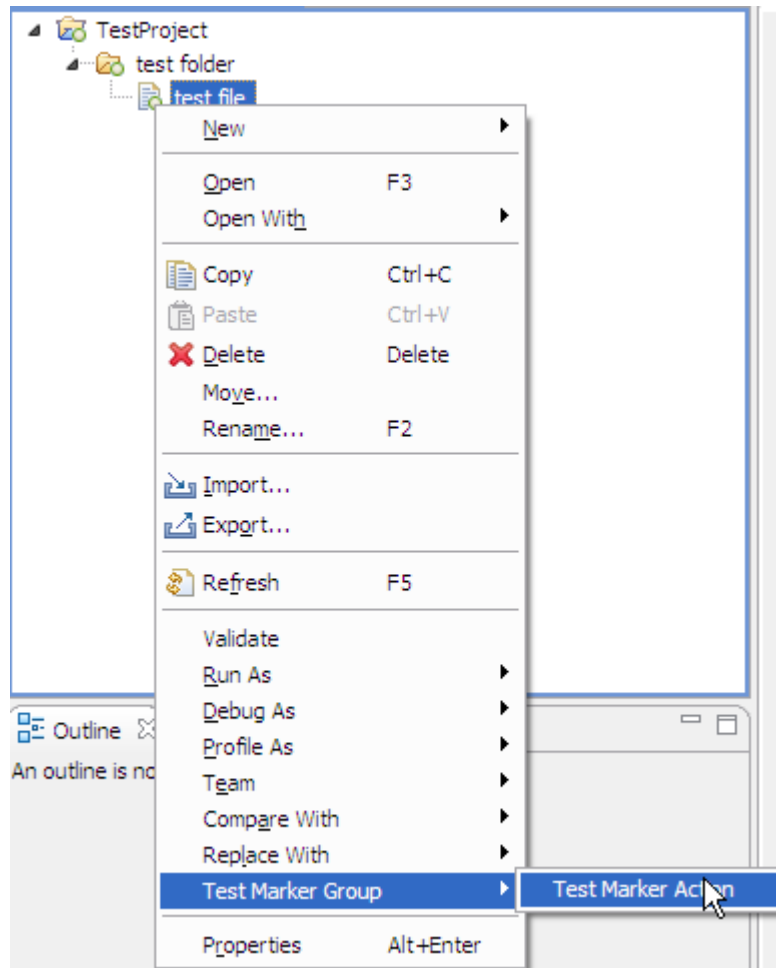 TestProject
test folder
test file
New
Open F3
Open With
Copy Ctrl+C
Paste Ctrl+V
Delete Delete
Move...
Rename... F2
Import...
Export...
Refresh F5
Validate
Run As
Outline
Debug As
Profile As
An outline is no
Team
Compare With
Replace With
Test Marker Group Test Marker Action
Properties Alt+Enter